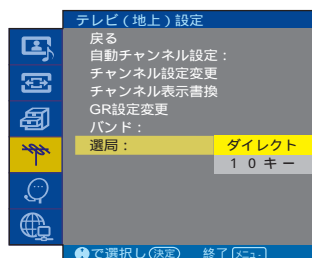 テレビ(地上)設定
戻る
自動チャンネル設定:
チャンネル設定変更
チャンネル表示書換
GR設定変更
バンド:
選局: ダイレクト
10キー
で選択し 決定 終了 メニュー